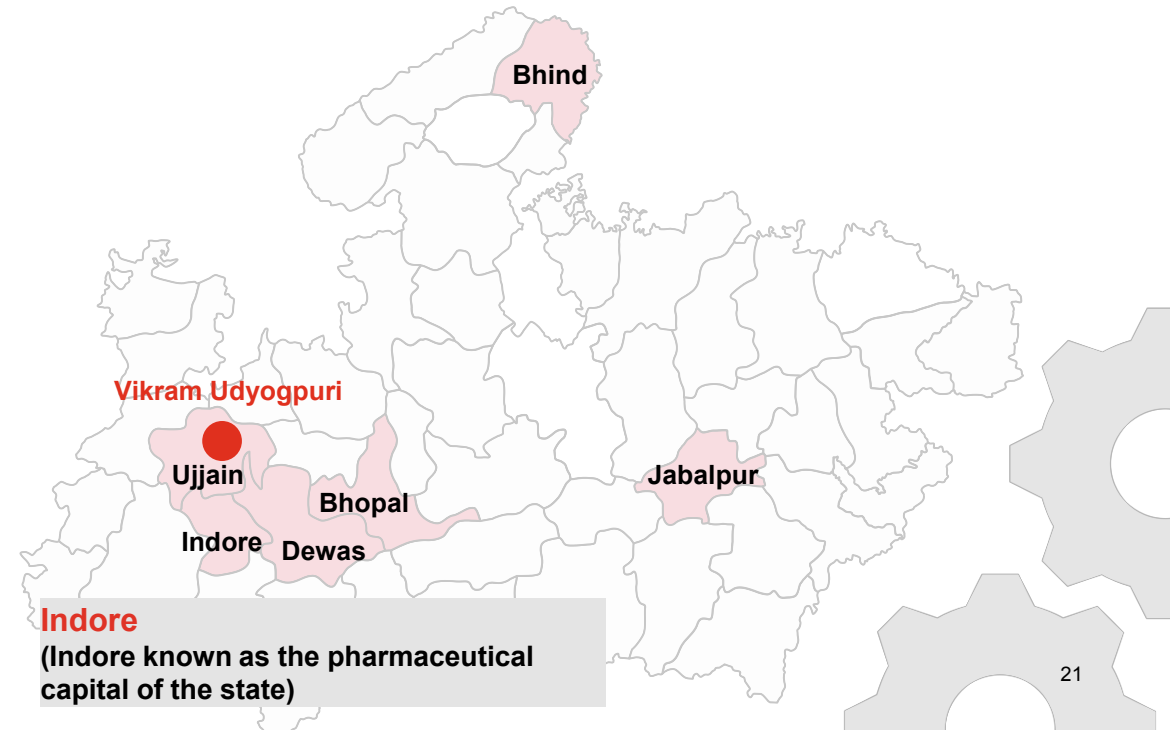 Bhind
Vikram Udyogpuri
Ujjain
Jabalpur
Bhopal
Indore
Dewas
Indore
(Indore known as the pharmaceutical
capital of the state)
21